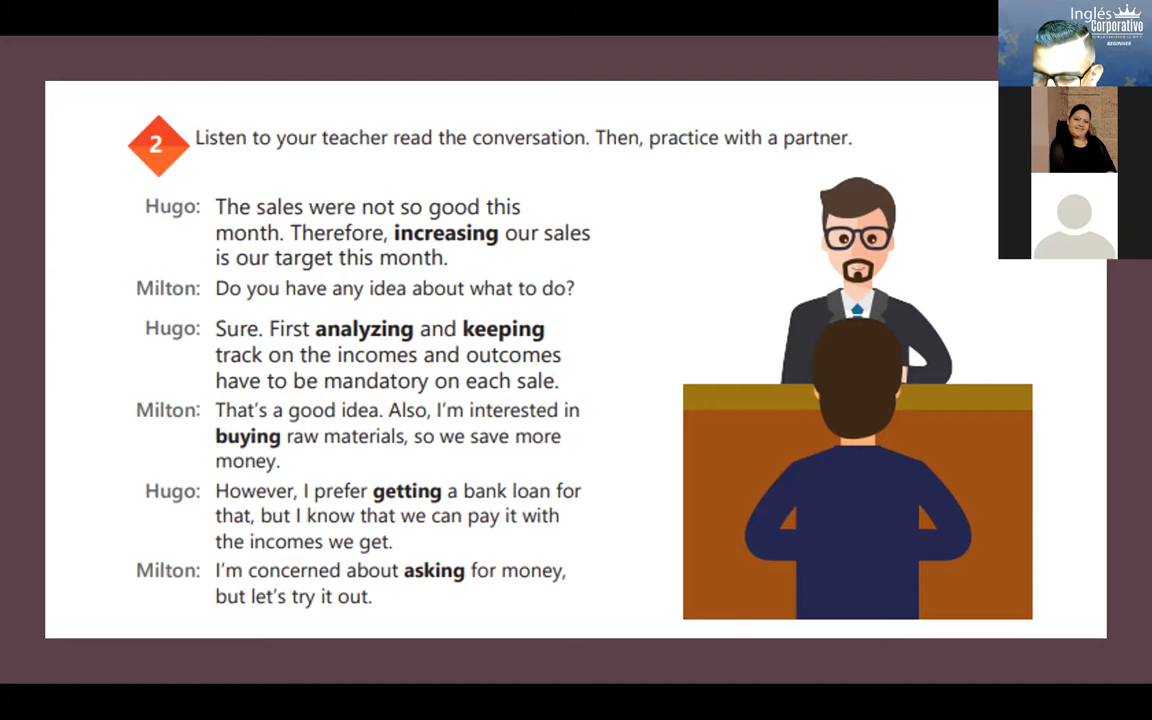 Inglés
Corporativo
BEGINNER
2
Listen to your teacher read the conversation. Then, practice with a partner.
Hugo: The sales were not so good this
month. Therefore, increasing our sales
is our target this month.
Milton: Do you have any idea about what to do?
Hugo: Sure. First analyzing and keeping
track on the incomes and outcomes
have to be mandatory on each sale.
Milton: That's a good idea. Also, I'm interested in
buying raw materials, so we save more
money.
Hugo: However, I prefer getting a bank loan for
that, but I know that we can pay it with
the incomes we get.
Milton: I'm concerned about asking for money,
but let's try it out.